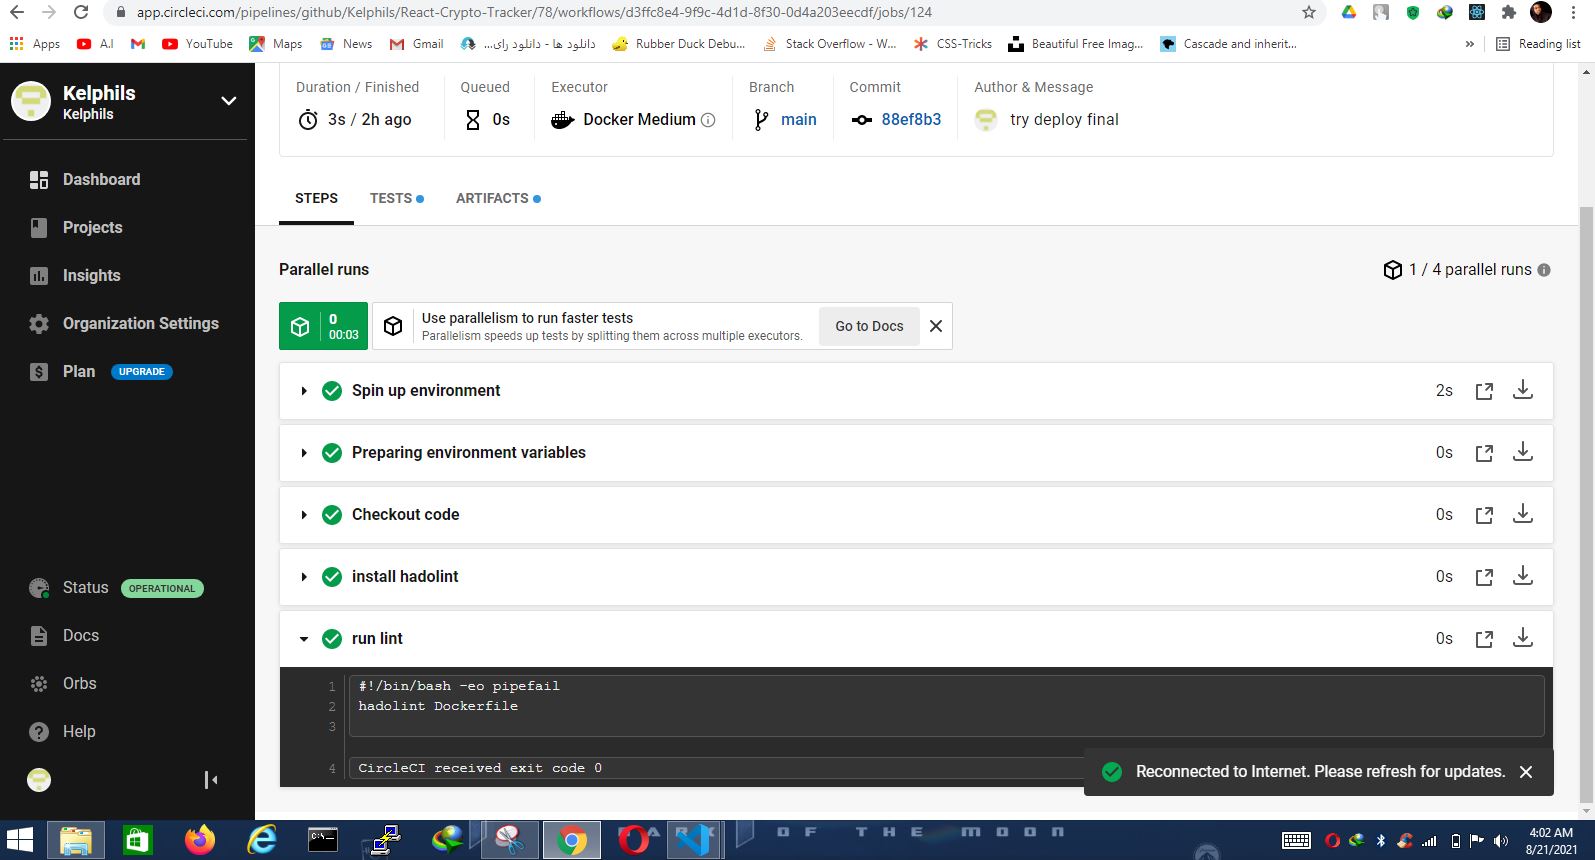 app.circleci.com/pipelines/github/Kelphils/React-Crypto-Tracker/78/workflows/d3ffc8e4-9f9c-4d1d-8f30-0d4a203eecdf/jobs/124
Apps A.I YouTube Maps News Gmail دانلود ها - دانلود رای... Rubber Duck Debu... Stack Overflow - W... CSS-Tricks Beautiful Free Imag... Cascade and inherit... » Reading list
Kelphils
Kelphils
Dashboard
Projects
Insights
Organization Settings
Plan UPGRADE
Status OPERATIONAL
Docs
Orbs
Help
Duration / Finished Queued Executor Branch Commit Author & Message
3s / 2h ago 0s Docker Medium main 88ef8b3 try deploy final
STEPS TESTS ARTIFACTS
Parallel runs 1 / 4 parallel runs
0
00:03
Use parallelism to run faster tests
Parallelism speeds up tests by splitting them across multiple executors.
Go to Docs
Spin up environment 2s
Preparing environment variables 0s
Checkout code 0s
install hadolint 0s
run lint 0s
1 #!/bin/bash -eo pipefail
2 hadolint Dockerfile
3
4 CircleCI received exit code 0
Reconnected to Internet. Please refresh for updates.
OF THE MOON
4:02 AM
8/21/2021